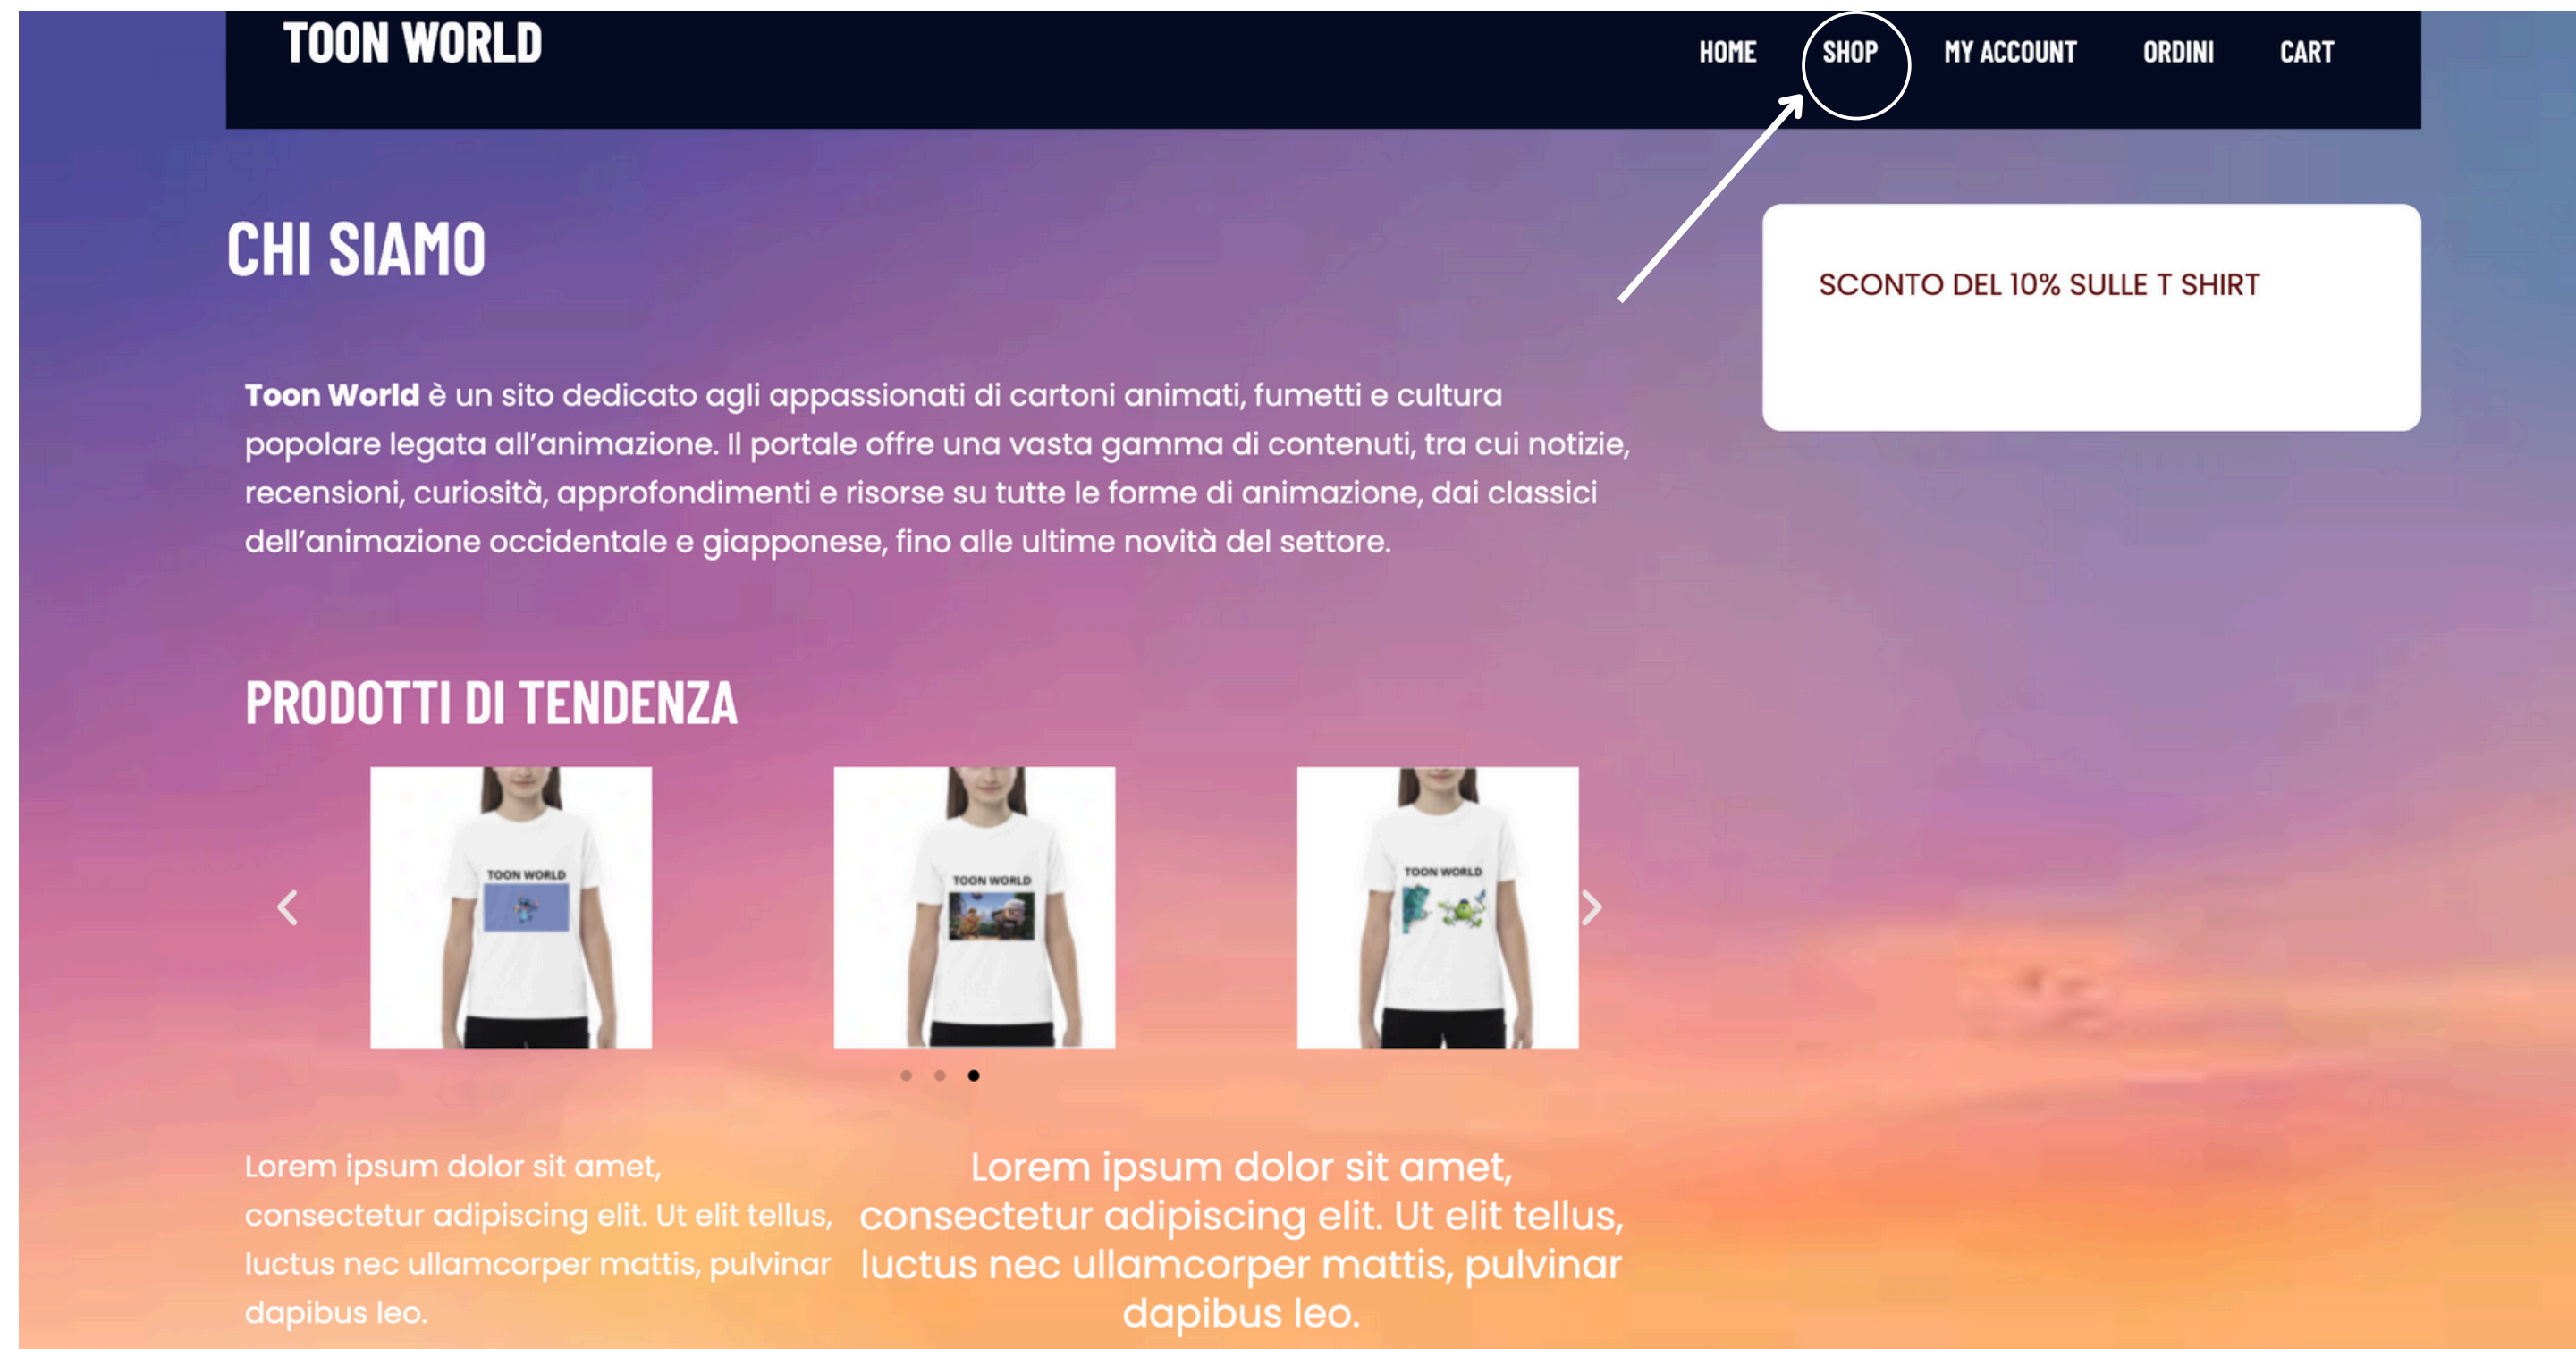 TOON WORLD
HOME SHOP MY ACCOUNT ORDINI CART
CHI SIAMO
SCONTO DEL 10% SULLE T SHIRT
Toon World è un sito dedicato agli appassionati di cartoni animati, fumetti e cultura
popolare legata all’animazione. Il portale offre una vasta gamma di contenuti, tra cui notizie,
recensioni, curiosità, approfondimenti e risorse su tutte le forme di animazione, dai classici
dell’animazione occidentale e giapponese, fino alle ultime novità del settore.
PRODOTTI DI TENDENZA
TOON WORLD
TOON WORLD
TOON WORLD
Lorem ipsum dolor sit amet,
consectetur adipiscing elit. Ut elit tellus,
luctus nec ullamcorper mattis, pulvinar
dapibus leo.
Lorem ipsum dolor sit amet,
consectetur adipiscing elit. Ut elit tellus,
luctus nec ullamcorper mattis, pulvinar
dapibus leo.